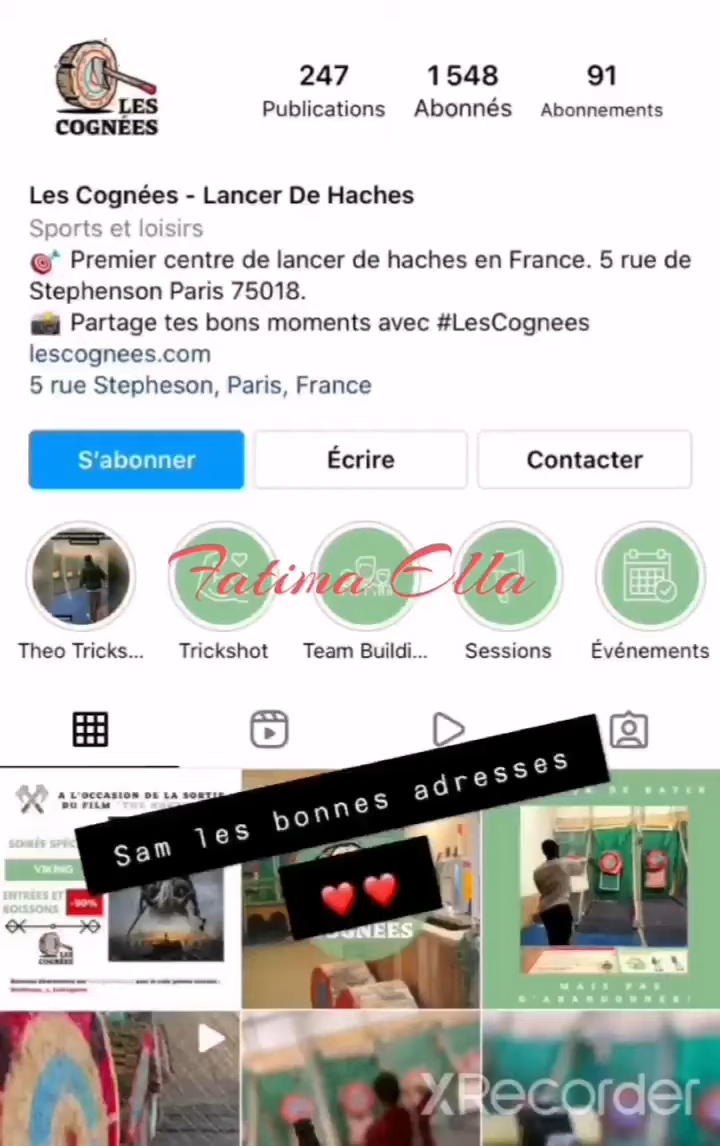 LES
COGNÉES
247
Publications
1 548
Abonnés
91
Abonnements
Les Cognées - Lancer De Haches
Sports et loisirs
🎯 Premier centre de lancer de haches en France. 5 rue de
Stephenson Paris 75018.
📸 Partage tes bons moments avec #LesCognees
lescognees.com
5 rue Stepheson, Paris, France
S'abonner
Écrire
Contacter
Fatima Ella
Theo Tricks...
Trickshot
Team Buildi...
Sessions
Événements
Sam les bonnes adresses
❤️❤️
A L'OCCASION DE LA SORTIE
DU FILM
SOIRÉE
VIKING
ENTRÉES ET
BOISSONS
-50%
COGNÉES
DE RATER
MAIS PAS
D'ABANDONNER!
XRecorder